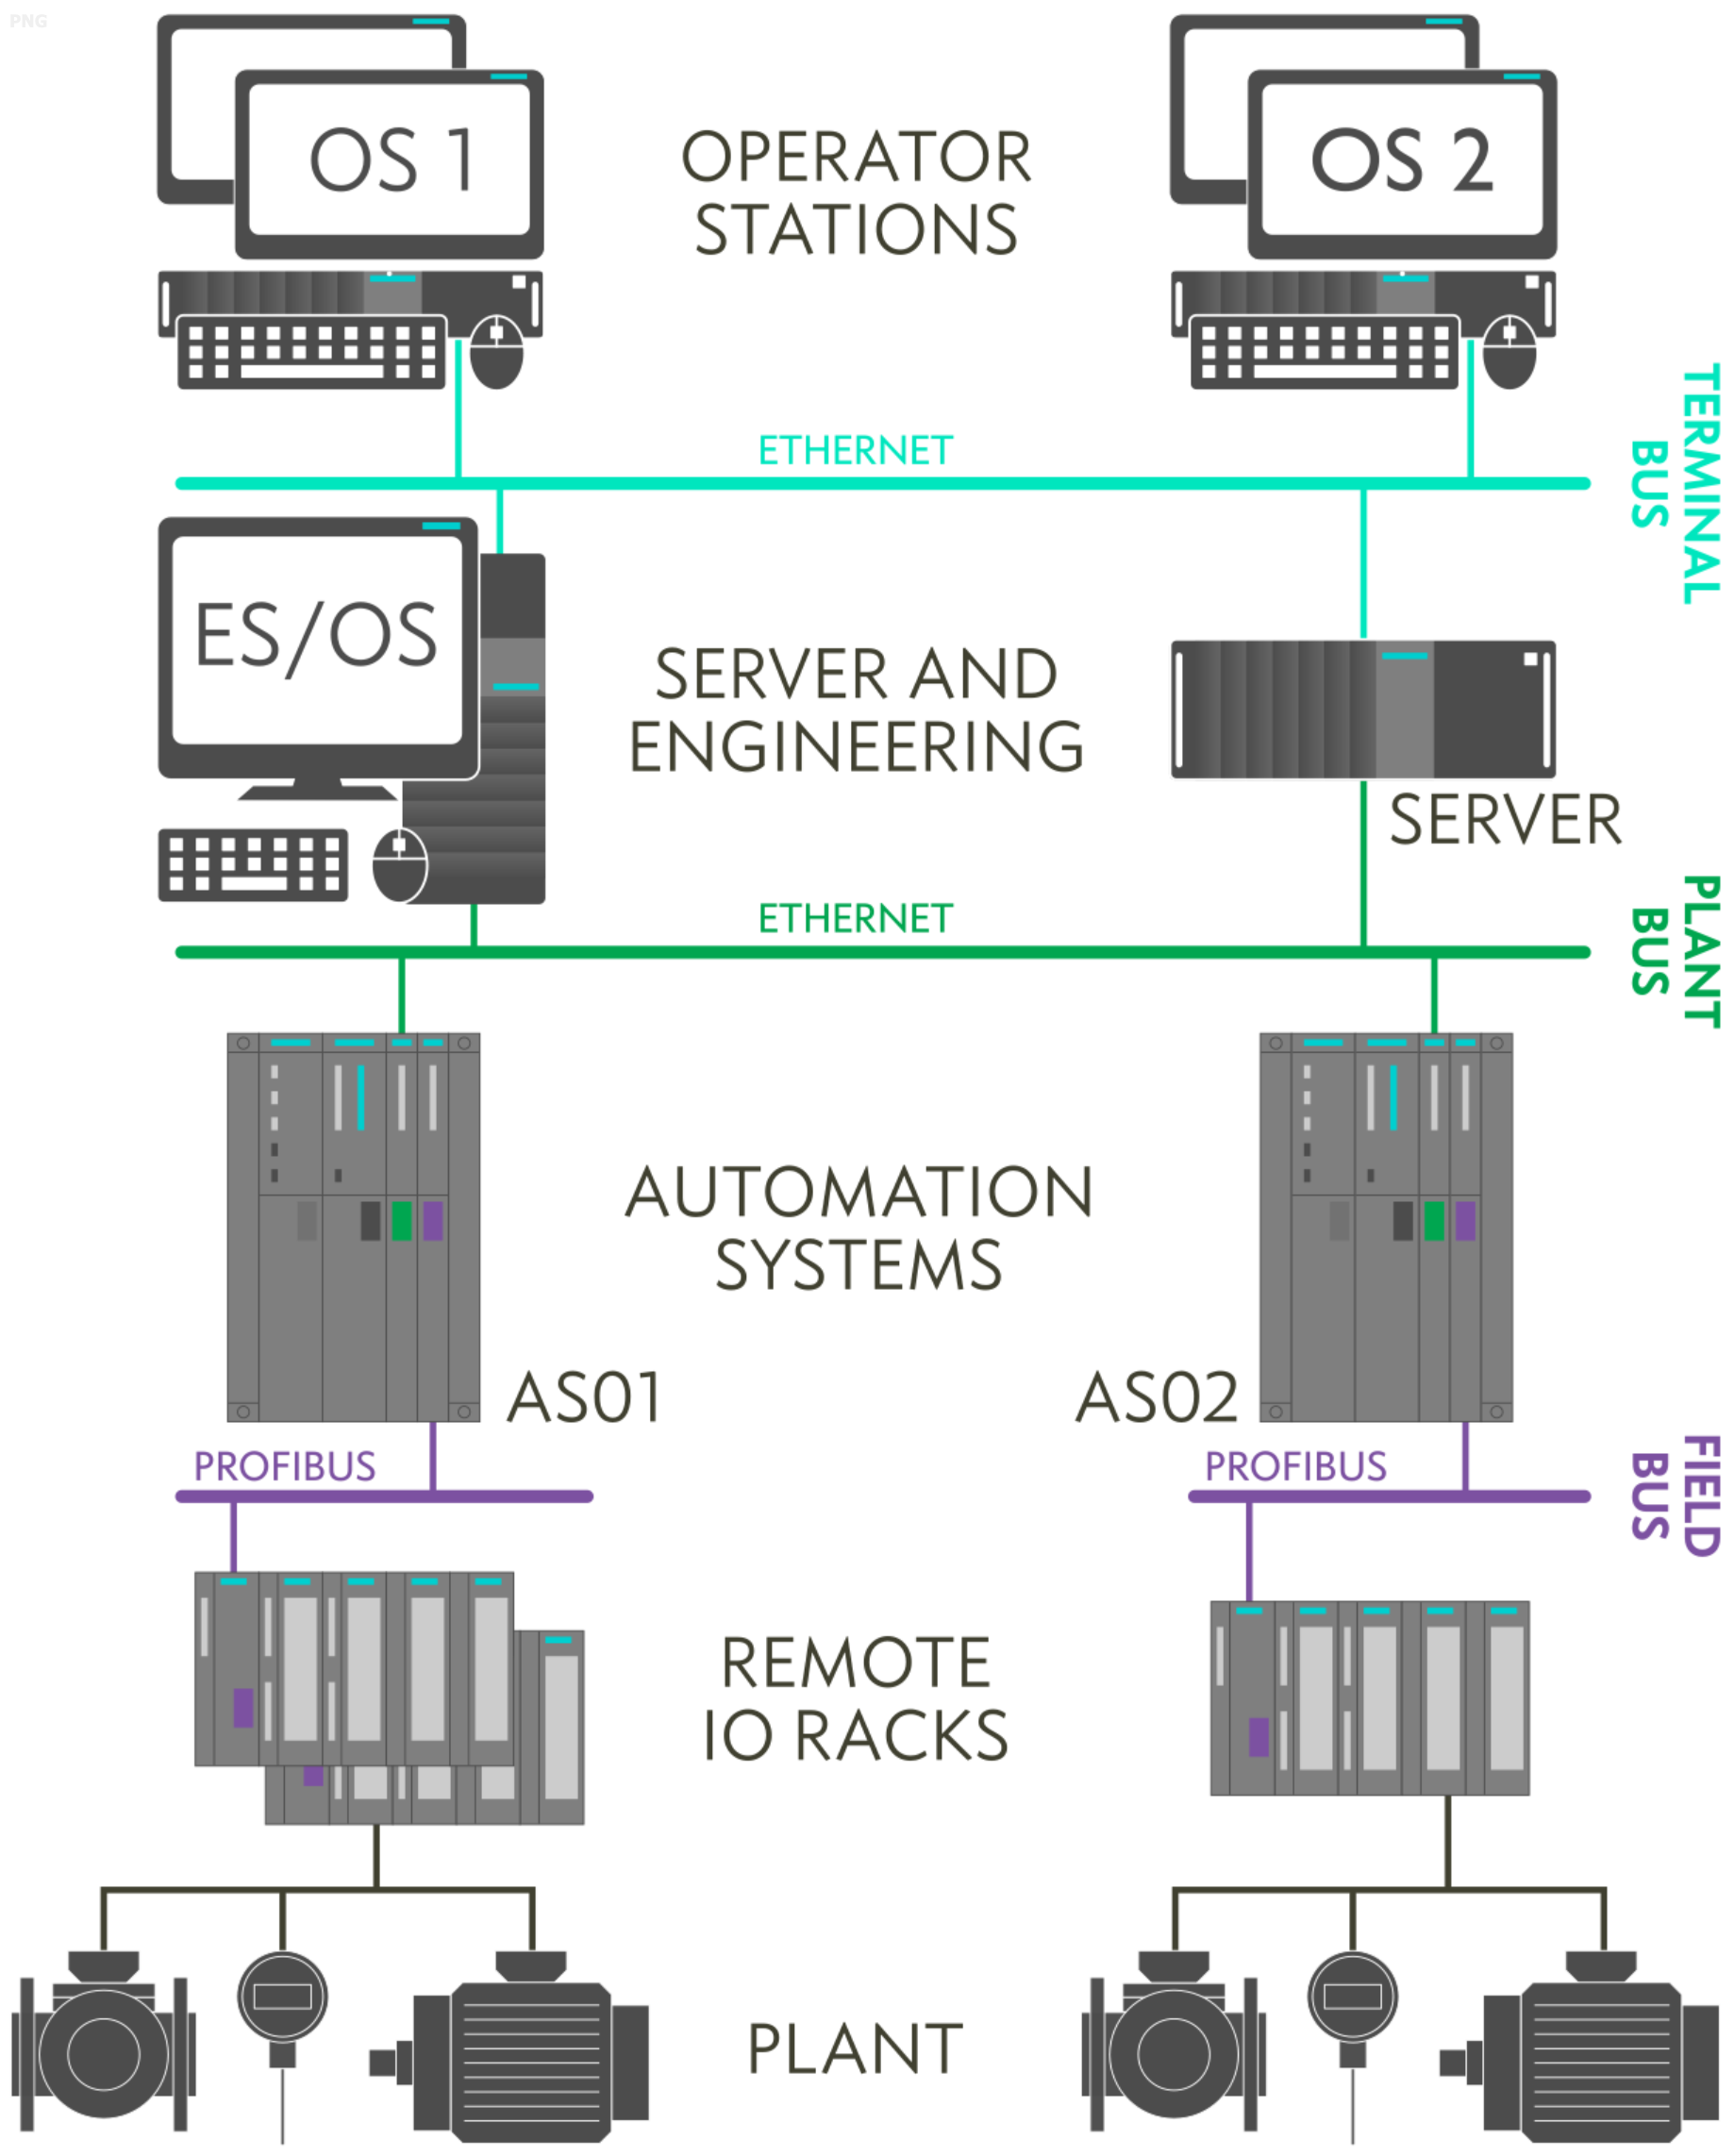 PNG
OS 1
OPERATOR
STATIONS
OS 2
ETHERNET
TERMINAL
BUS
ES/OS
SERVER AND
ENGINEERING
SERVER
ETHERNET
PLANT
BUS
AUTOMATION
SYSTEMS
AS01
AS02
PROFIBUS
PROFIBUS
FIELD
BUS
REMOTE
IO RACKS
PLANT